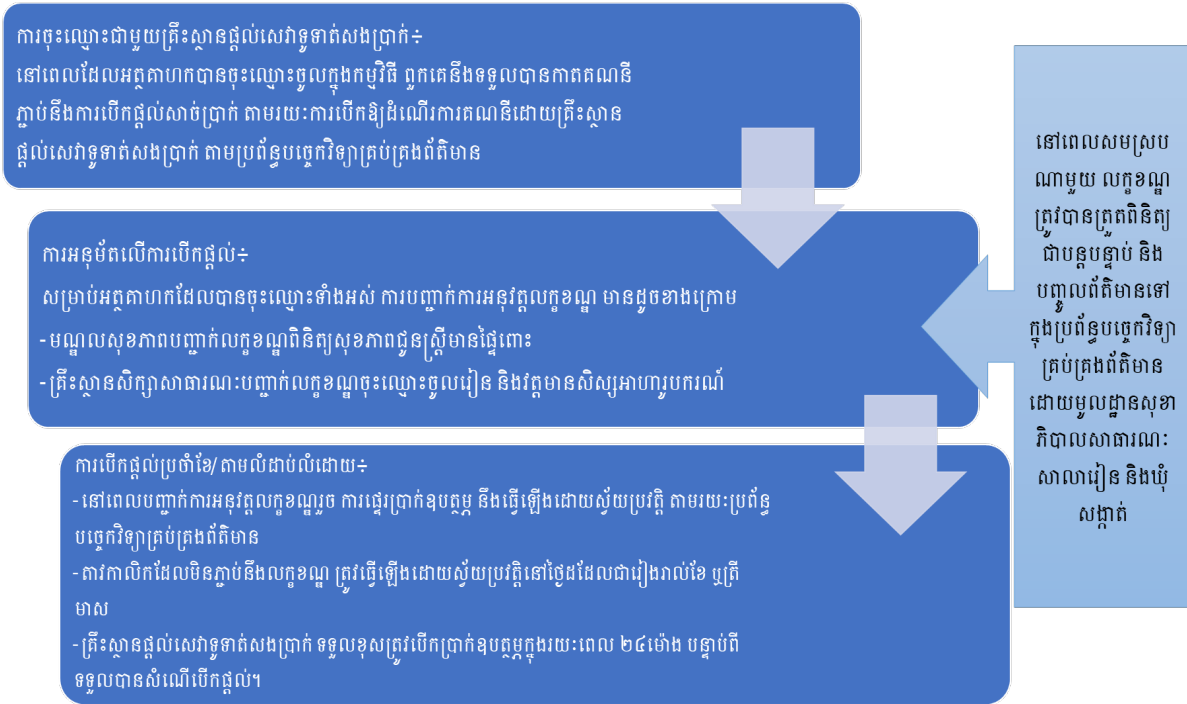 ការចុះឈ្មោះជាមួយគ្រឹះស្ថានផ្តល់សេវាទូទាត់សងប្រាក់÷
នៅពេលដែលអត្ថគាហកបានចុះឈ្មោះចូលក្នុងកម្មវិធី ពួកគេនឹងទទួលបានកាតគណនី
ភ្ជាប់នឹងការបើកផ្តល់សាច់ប្រាក់ តាមរយៈការបើកឱ្យដំណើរការគណនីដោយគ្រឹះស្ថាន
ផ្តល់សេវាទូទាត់សងប្រាក់ តាមប្រព័ន្ធបច្ចេកវិទ្យាគ្រប់គ្រងព័ត៌មាន
ការអនុម័តលើការបើកផ្តល់÷
សម្រាប់អត្ថគាហកដែលបានចុះឈ្មោះទាំងអស់ ការបញ្ជាក់ការអនុវត្តលក្ខខណ្ឌ មានដូចខាងក្រោម
-មណ្ឌលសុខភាពបញ្ជាក់លក្ខខណ្ឌពិនិត្យសុខភាពជូនស្ត្រីមានផ្ទៃពោះ
-គ្រឹះស្ថានសិក្សាសាធារណៈបញ្ជាក់លក្ខខណ្ឌចុះឈ្មោះចូលរៀន និងវត្តមានសិស្សអាហារូបករណ៍
ការបើកផ្តល់ប្រចាំខែ/តាមលំដាប់លំដោយ÷
-នៅពេលបញ្ជាក់ការអនុវត្តលក្ខខណ្ឌរួច ការផ្ទេរប្រាក់ឧបត្ថម្ភ នឹងធ្វើឡើងដោយស្វ័យប្រវត្តិ តាមរយៈប្រព័ន្ធ
បច្ចេកវិទ្យាគ្រប់គ្រងព័ត៌មាន
-តាវកាលិកដែលមិនភ្ជាប់នឹងលក្ខខណ្ឌ ត្រូវធ្វើឡើងដោយស្វ័យប្រវត្តិនៅថ្ងៃដដែលជារៀងរាល់ខែ ឬត្រី
មាស
-គ្រឹះស្ថានផ្តល់សេវាទូទាត់សងប្រាក់ ទទួលខុសត្រូវបើកប្រាក់ឧបត្ថម្ភក្នុងរយៈពេល ២៤ម៉ោង បន្ទាប់ពី
ទទួលបានសំណើបើកផ្តល់។
នៅពេលសមស្រប
ណាមួយ លក្ខខណ្ឌ
ត្រូវបានត្រួតពិនិត្យ
ជាបន្តបន្ទាប់ និង
បញ្ចូលព័ត៌មានទៅ
ក្នុងប្រព័ន្ធបច្ចេកវិទ្យា
គ្រប់គ្រងព័ត៌មាន
ដោយមូលដ្ឋានសុខា
ភិបាលសាធារណៈ
សាលារៀន និងឃុំ
សង្កាត់